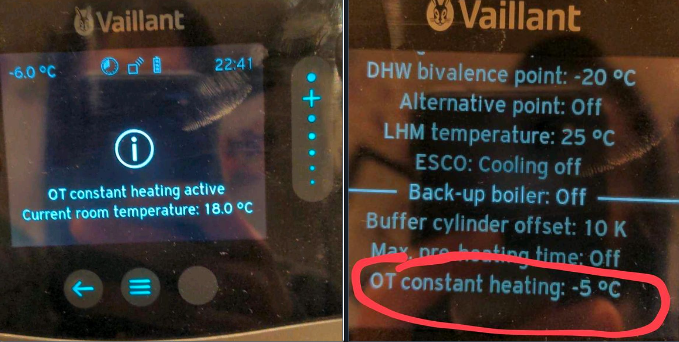 Vaillant
-6.0 °C
22:41
OT constant heating active
Current room temperature: 18.0 °C
Vaillant
DHW bivalence point: -20 °C
Alternative point: Off
LHM temperature: 25 °C
ESCO: Cooling off
Back-up boiler: Off
Buffer cylinder offset: 10 K
Max. pre-heating time: Off
OT constant heating: -5 °C